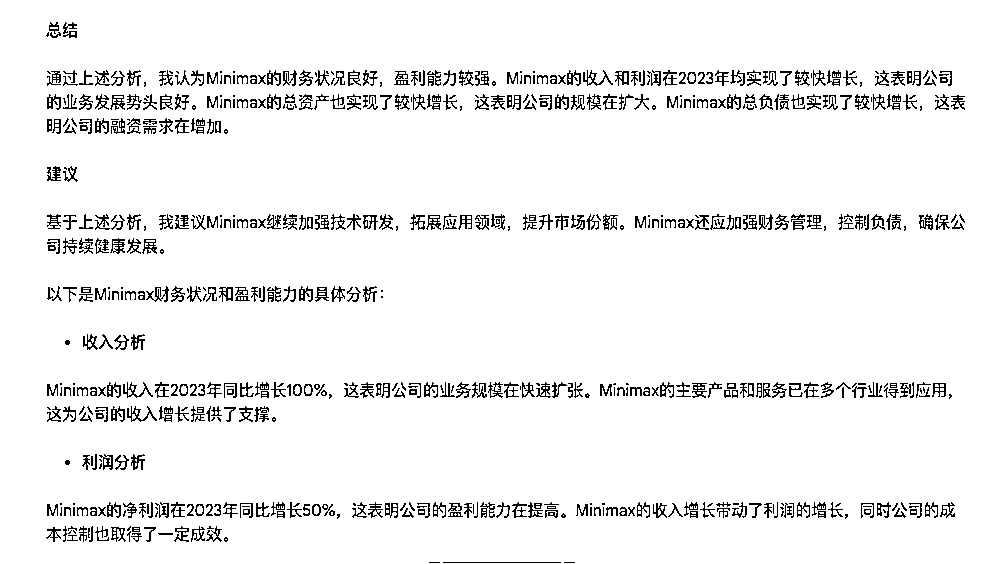 总结
通过上述分析，我认为Minimax的财务状况良好，盈利能力较强。Minimax的收入和利润在2023年均实现了较快增长，这表明公司
的业务发展势头良好。Minimax的总资产也实现了较快增长，这表明公司的规模在扩大。Minimax的总负债也实现了较快增长，这表
明公司的融资需求在增加。
建议
基于上述分析，我建议Minimax继续加强技术研发，拓展应用领域，提升市场份额。Minimax还应加强财务管理，控制负债，确保公
司持续健康发展。
以下是Minimax财务状况和盈利能力的具体分析：
• 收入分析
Minimax的收入在2023年同比增长100%，这表明公司的业务规模在快速扩张。Minimax的主要产品和服务已在多个行业得到应用，
这为公司的收入增长提供了支撑。
• 利润分析
Minimax的净利润在2023年同比增长50%，这表明公司的盈利能力在提高。Minimax的收入增长带动了利润的增长，同时公司的成
本控制也取得了一定成效。